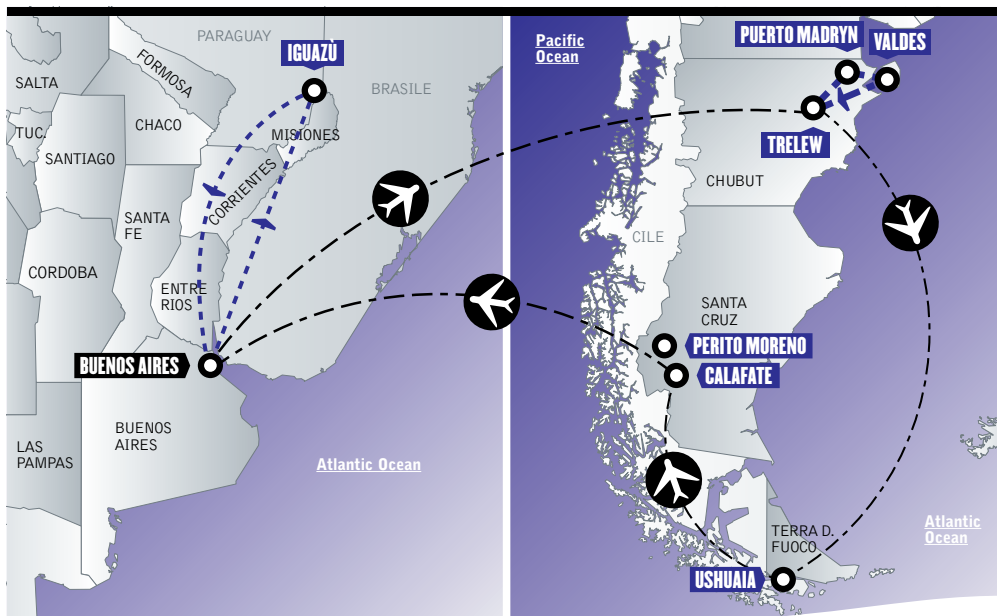 PARAGUAY
IGUAZÙ
FORMOSA
SALTA
BRASILE
CHACO
TUC.
MISIONES
SANTIAGO
CORRIENTES
SANTA
FE
CORDOBA
ENTRE
RIOS
BUENOS AIRES
BUENOS
AIRES
LAS
PAMPAS
Atlantic Ocean
Pacific
Ocean
PUERTO MADRYN
VALDES
TRELEW
CHUBUT
CILE
SANTA
CRUZ
PERITO MORENO
CALAFATE
TERRA D.
FUOCO
Atlantic
Ocean
USHUAIA